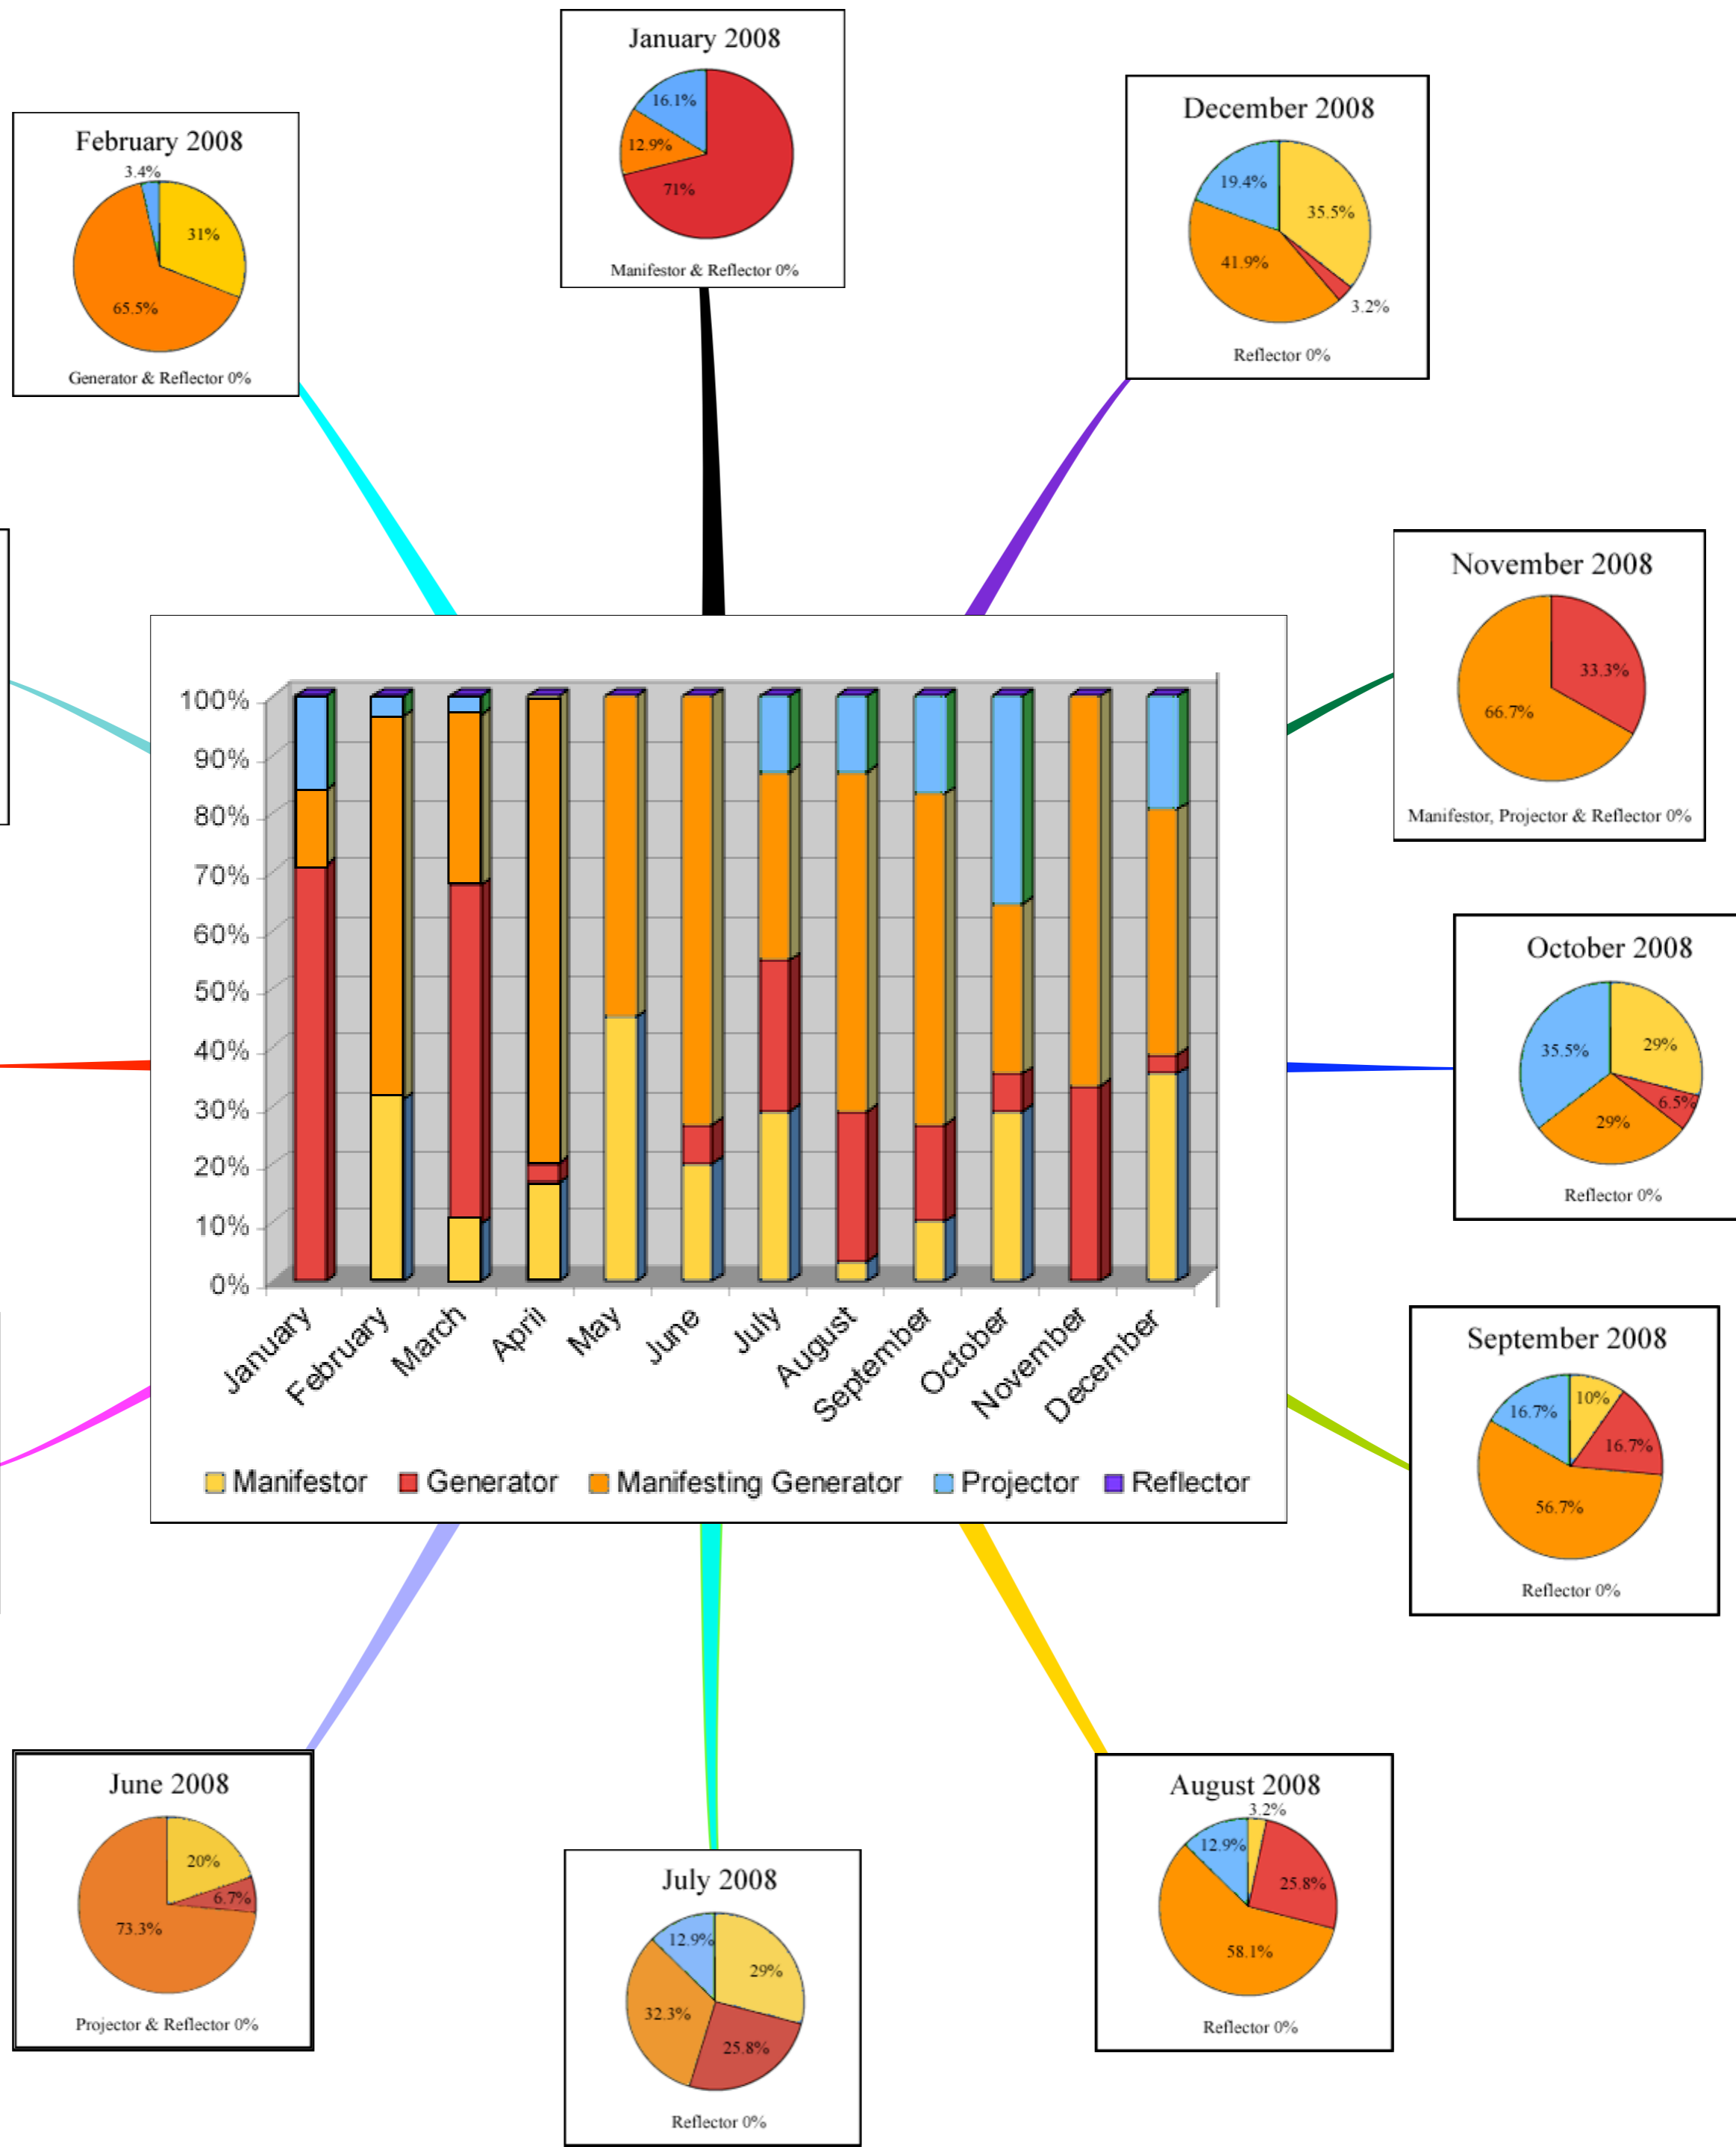 January 2008
16.1%
12.9%
71%
Manifestor & Reflector 0%
December 2008
19.4%
35.5%
41.9%
3.2%
Reflector 0%
February 2008
3.4%
31%
65.5%
Generator & Reflector 0%
November 2008
33.3%
66.7%
Manifestor, Projector & Reflector 0%
100%
90%
80%
70%
60%
50%
40%
30%
20%
10%
0%
January
February
March
April
May
June
July
August
September
October
November
December
Manifestor Generator Manifesting Generator Projector Reflector
October 2008
35.5%
29%
6.5%
29%
Reflector 0%
September 2008
16.7%
10%
16.7%
56.7%
Reflector 0%
June 2008
20%
6.7%
73.3%
Projector & Reflector 0%
July 2008
12.9%
29%
32.3%
25.8%
Reflector 0%
August 2008
3.2%
12.9%
25.8%
58.1%
Reflector 0%